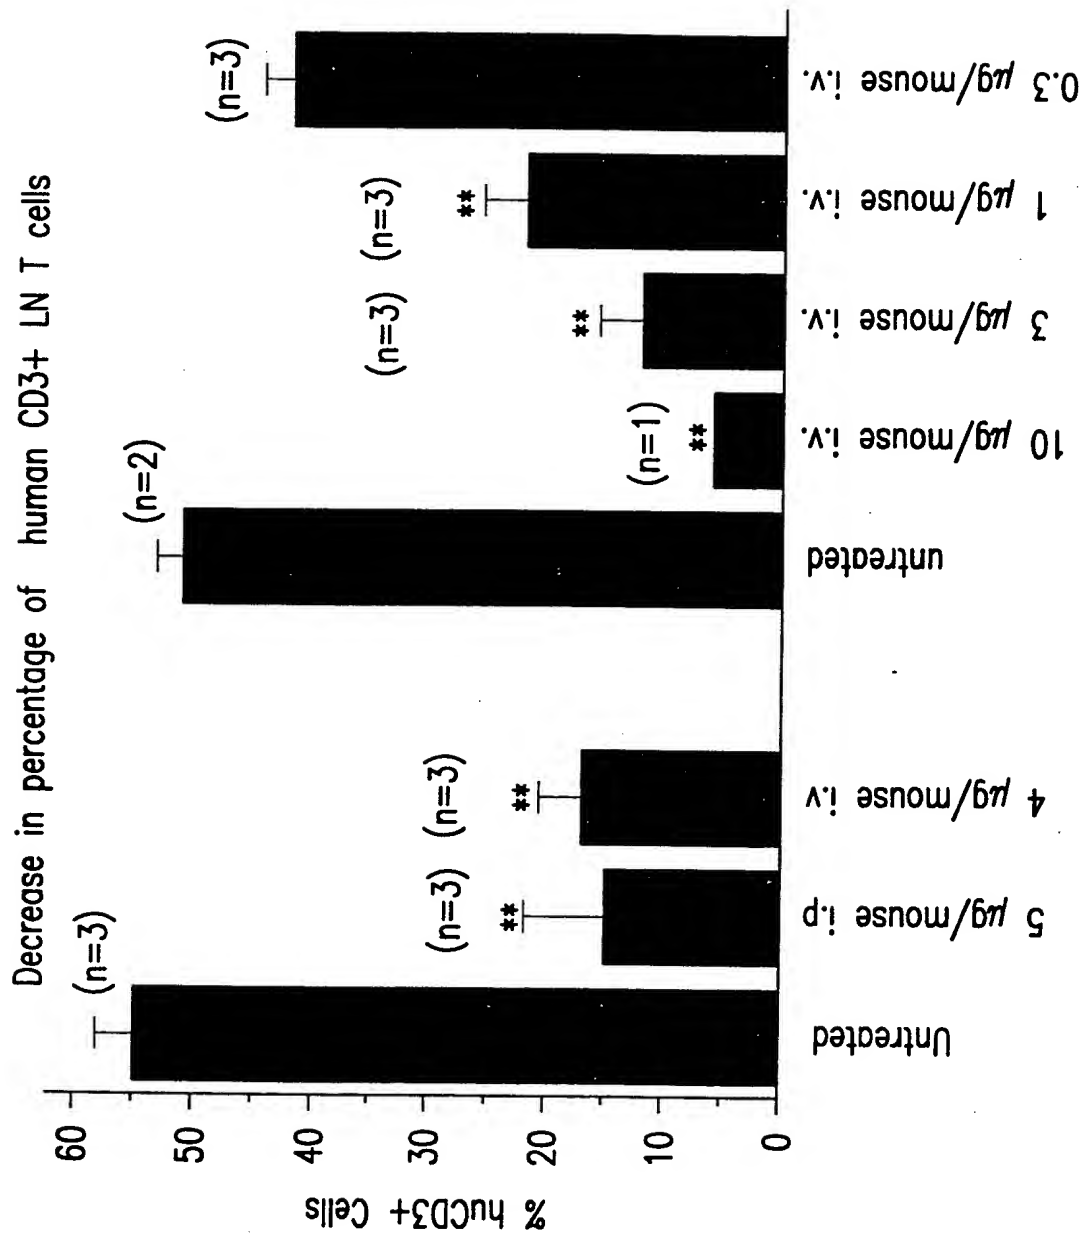 Decrease in percentage of human CD3+ LN T cells
% huCD3+ Cells
60
50
40
30
20
10
0
(n=3)
**
(n=3)
**
(n=3)
(n=2)
**
(n=1)
**
(n=3)
**
(n=3)
(n=3)
Untreated
5 μg/mouse i.p
4 μg/mouse i.v
untreated
10 μg/mouse i.v.
3 μg/mouse i.v.
1 μg/mouse i.v.
0.3 μg/mouse i.v.